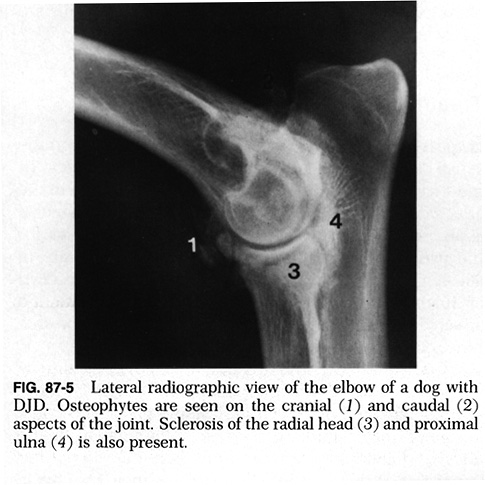 1
4
3
FIG. 87-5 Lateral radiographic view of the elbow of a dog with
DJD. Osteophytes are seen on the cranial (1) and caudal (2)
aspects of the joint. Sclerosis of the radial head (3) and proximal
ulna (4) is also present.